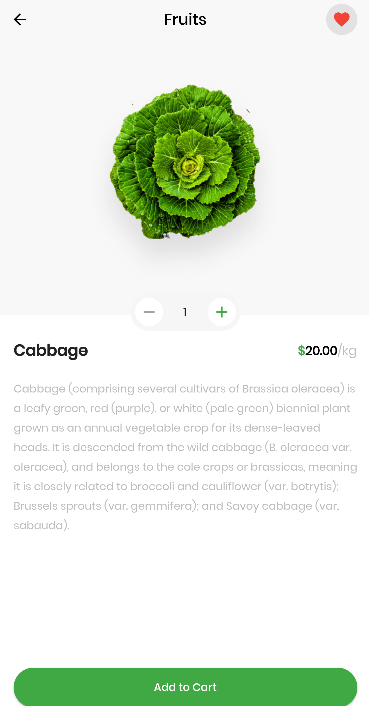 Fruits
1
Cabbage
$20.00/kg
Cabbage (comprising several cultivars of Brassica oleracea) is
a leafy green, red (purple), or white (pale green) biennial plant
grown as an annual vegetable crop for its dense-leaved
heads. It is descended from the wild cabbage (B. oleracea var.
oleracea), and belongs to the cole crops or brassicas, meaning
it is closely related to broccoli and cauliflower (var. botrytis);
Brussels sprouts (var. gemmifera); and Savoy cabbage (var.
sabauda).
Add to Cart